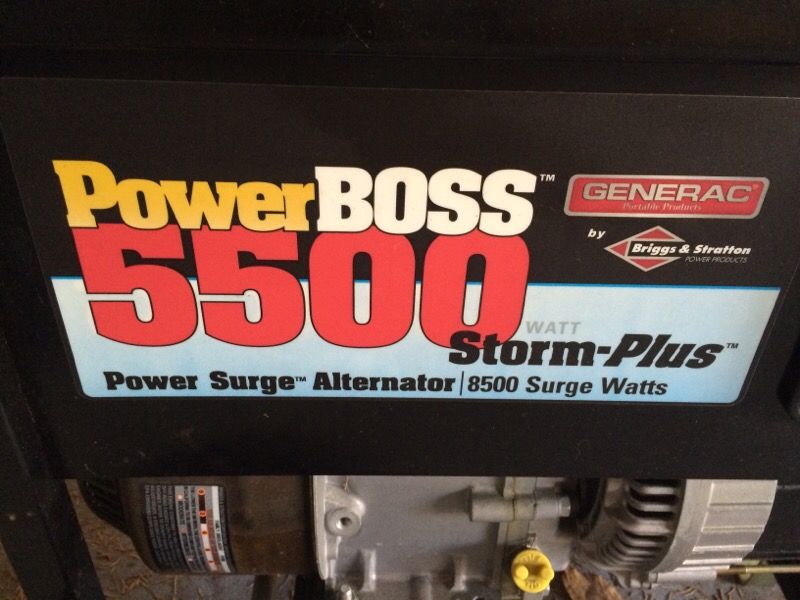 PowerBOSS™
GENERAC®
Portable Products
by Briggs & Stratton
POWER PRODUCTS
5500
WATT
Storm-Plus™
Power Surge™ Alternator | 8500 Surge Watts